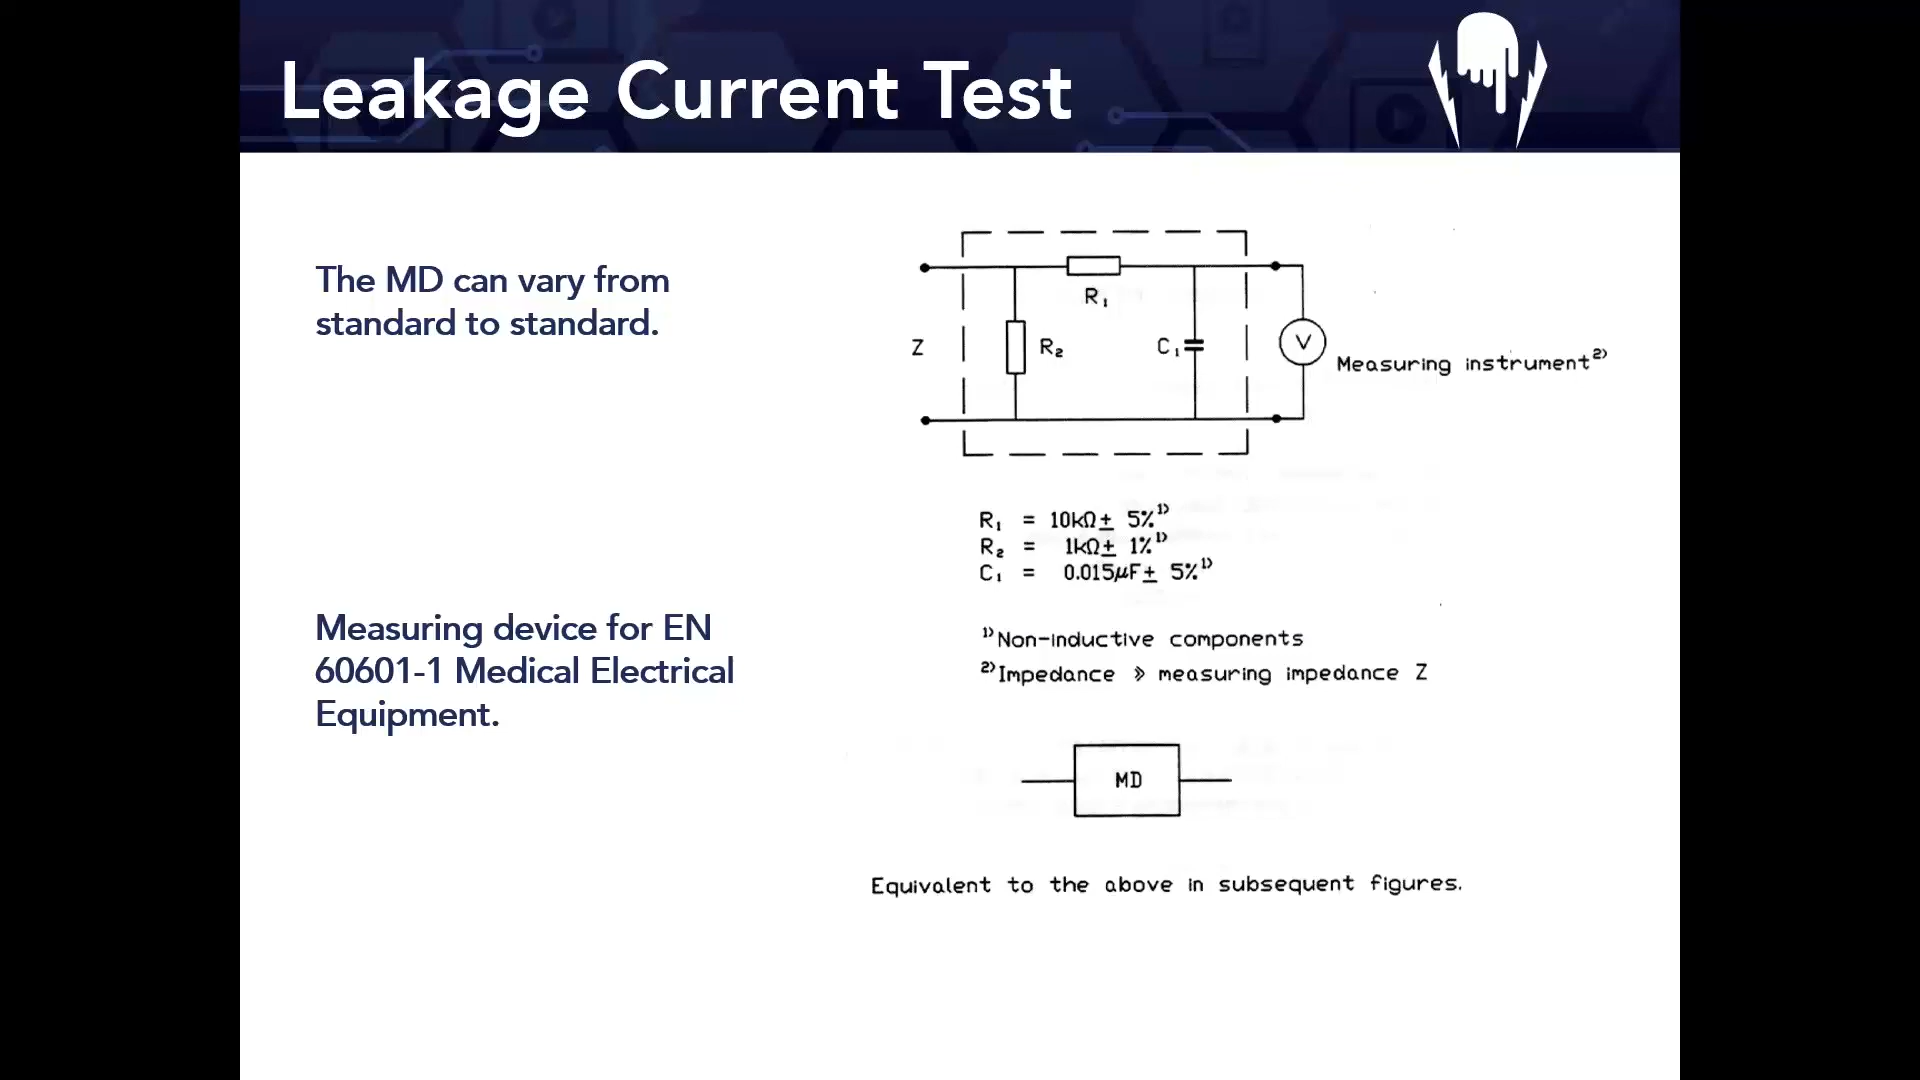 Leakage Current Test
The MD can vary from
standard to standard.
R₁
Z
R₂
C₁
V
Measuring instrument²⁾
R₁ = 10kΩ± 5%¹⁾
R₂ = 1kΩ± 1%¹⁾
C₁ = 0.015μF± 5%¹⁾
Measuring device for EN
60601-1 Medical Electrical
Equipment.
¹⁾Non-inductive components
²⁾Impedance » measuring impedance Z
MD
Equivalent to the above in subsequent figures.